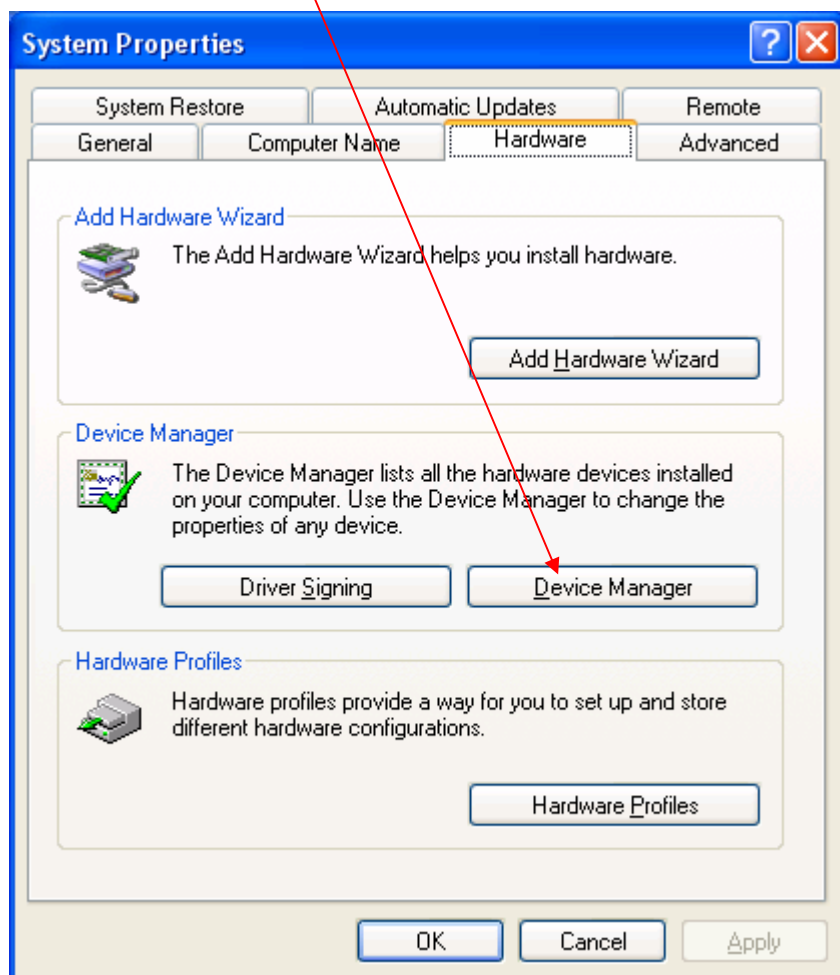 System Properties
System Restore Automatic Updates Remote
General Computer Name Hardware Advanced
Add Hardware Wizard
The Add Hardware Wizard helps you install hardware.
Add Hardware Wizard
Device Manager
The Device Manager lists all the hardware devices installed
on your computer. Use the Device Manager to change the
properties of any device.
Driver Signing Device Manager
Hardware Profiles
Hardware profiles provide a way for you to set up and store
different hardware configurations.
Hardware Profiles
OK Cancel Apply